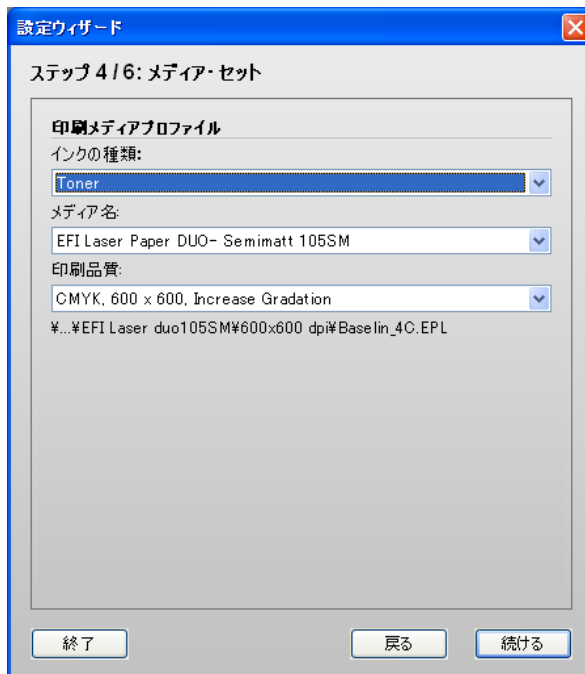 設定ウィザード
ステップ 4/6: メディア・セット
印刷メディアプロファイル
インクの種類:
Toner
メディア名:
EFI Laser Paper DUO- Semimatt 105SM
印刷品質:
CMYK, 600 x 600, Increase Gradation
¥...¥EFI Laser duo105SM¥600x600 dpi¥Baselin_4C.EPL
終了
戻る
続ける